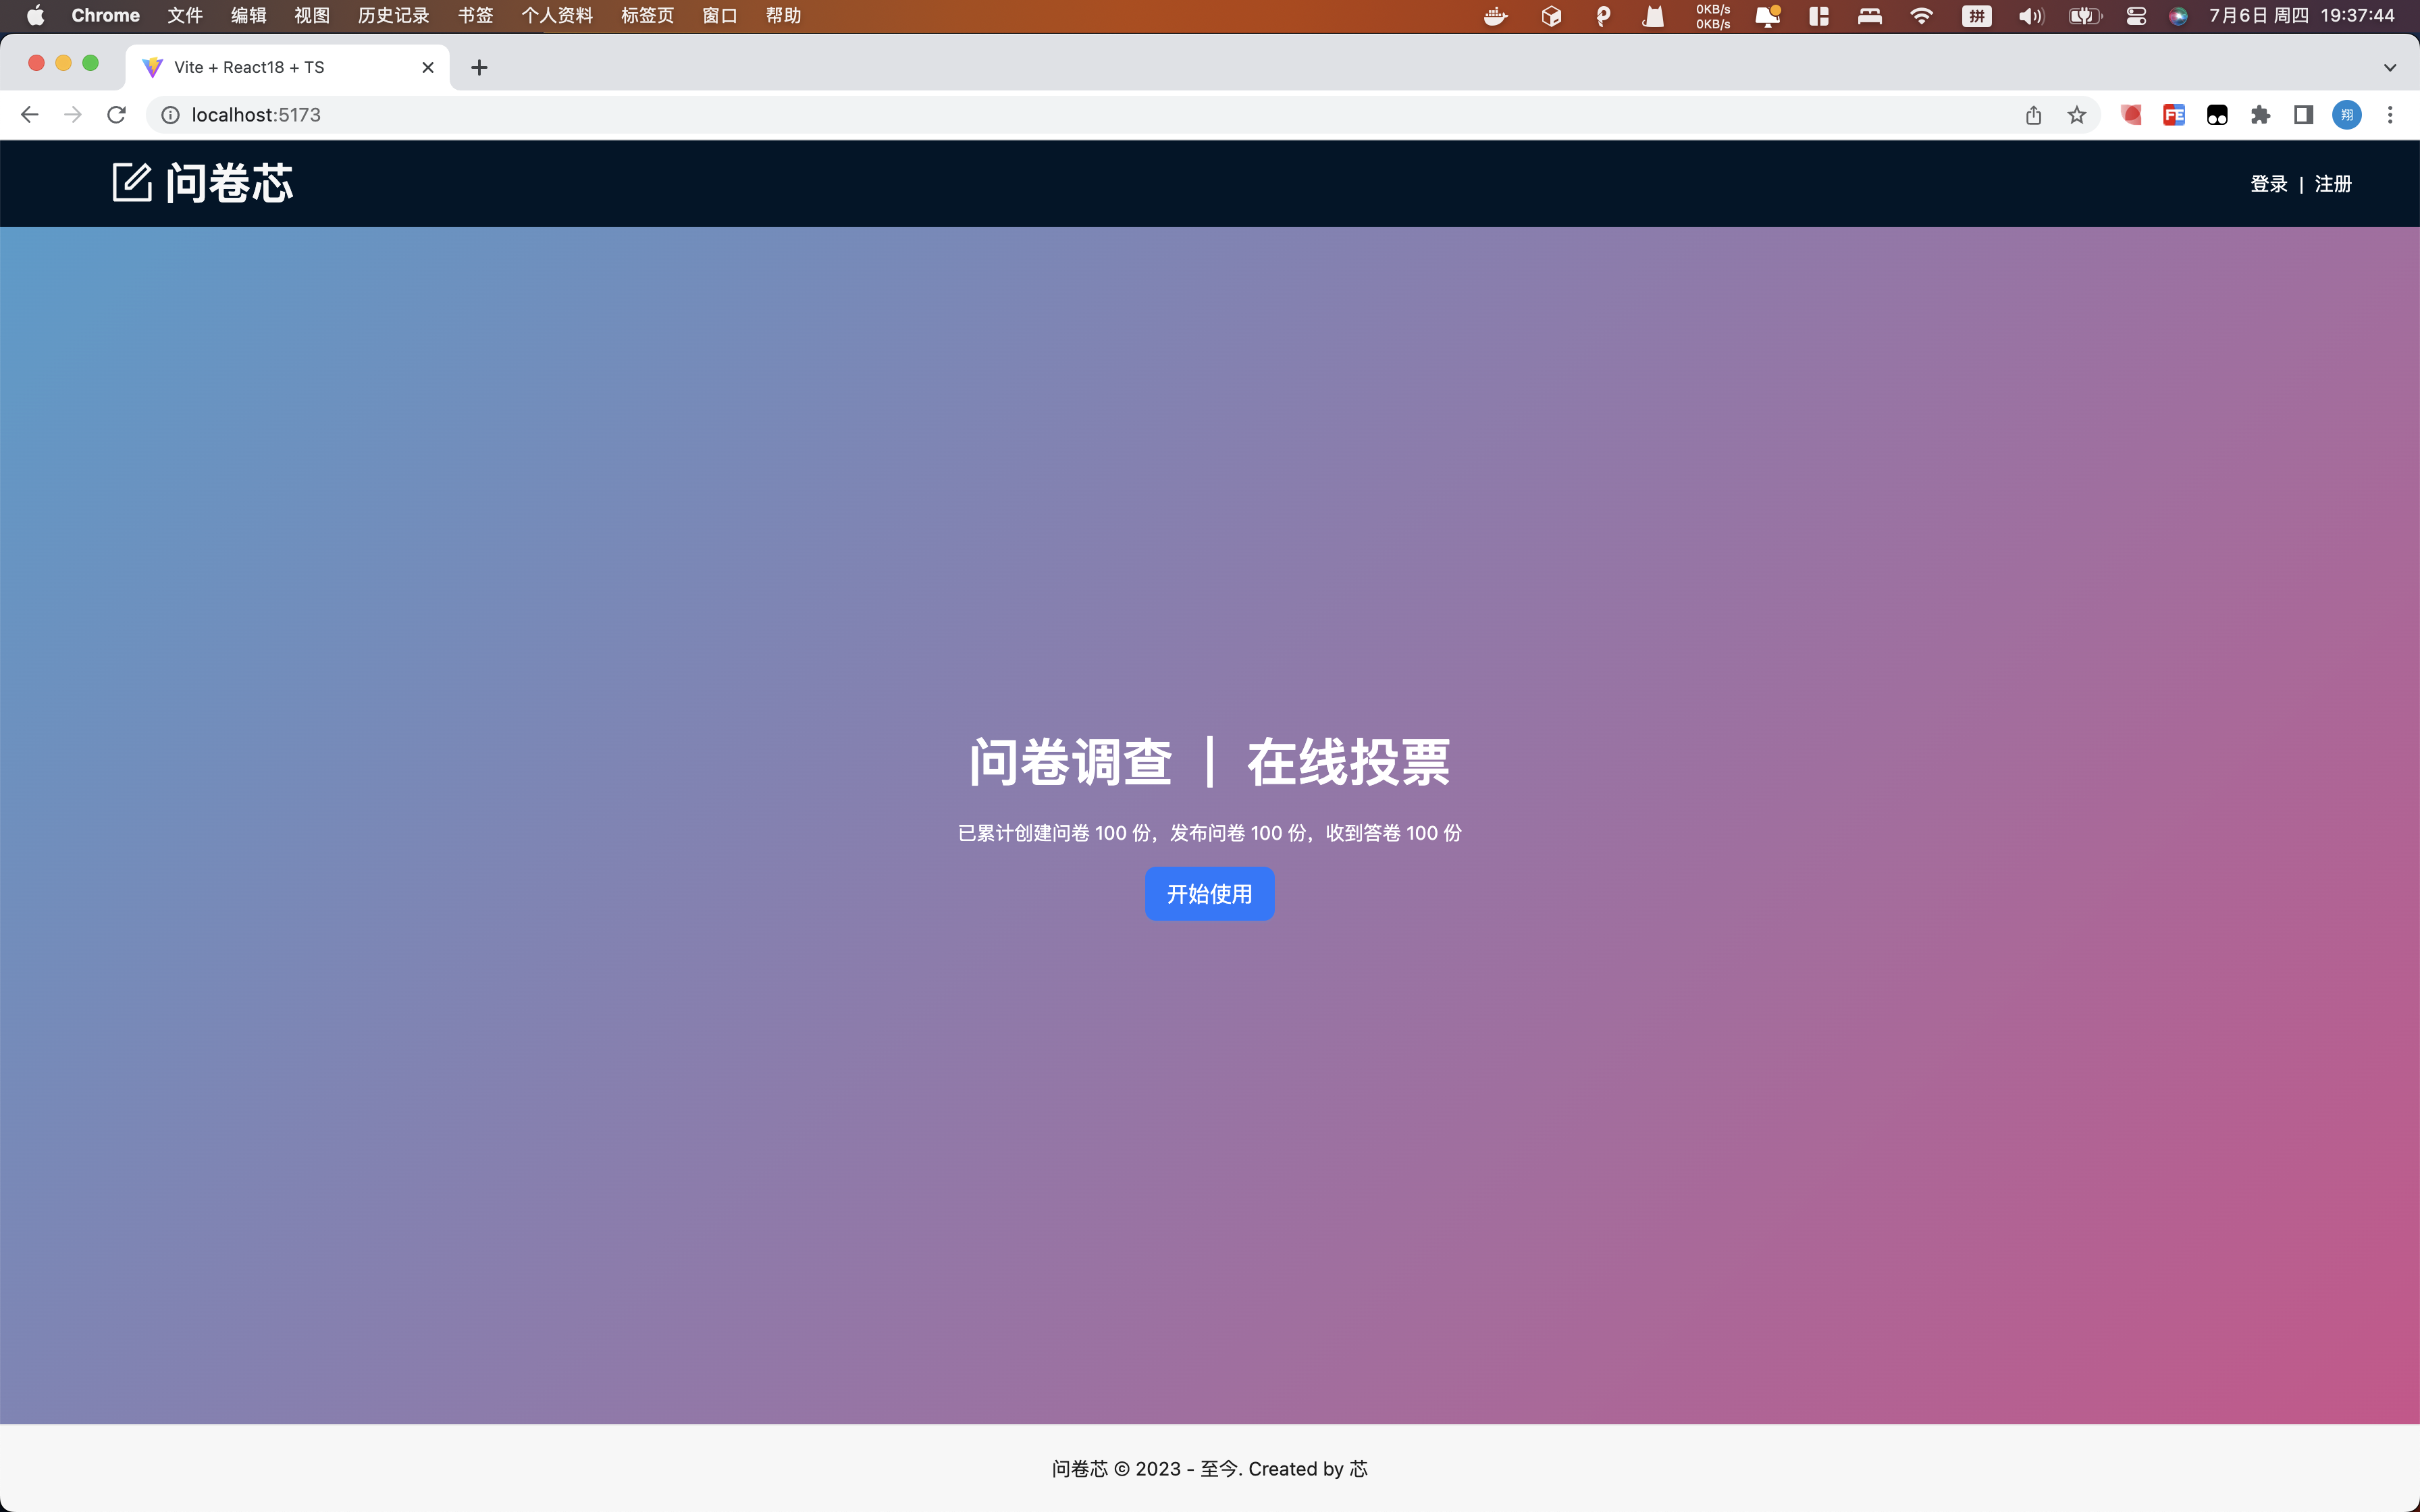 Chrome 文件 编辑 视图 历史记录 书签 个人资料 标签页 窗口 帮助
0KB/s
0KB/s
拼
7月6日 周四 19:37:44
Vite + React18 + TS
localhost:5173
FE
翔
问卷芯
登录 | 注册
问卷调查 | 在线投票
已累计创建问卷 100 份，发布问卷 100 份，收到答卷 100 份
开始使用
问卷芯 © 2023 - 至今. Created by 芯